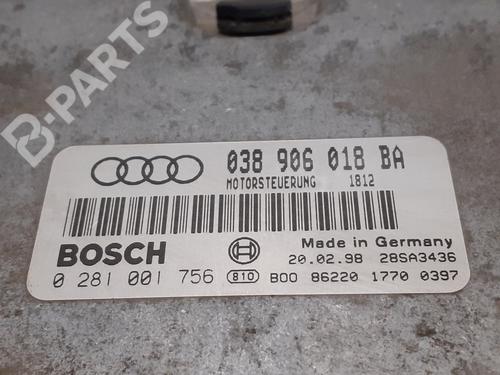 B-PARTS
038 906 018 BA
MOTORSTEUERUNG 1812
BOSCH
Made in Germany
20.02.98 28SA3436
0 281 001 756 810 B00 86220 1770 0397